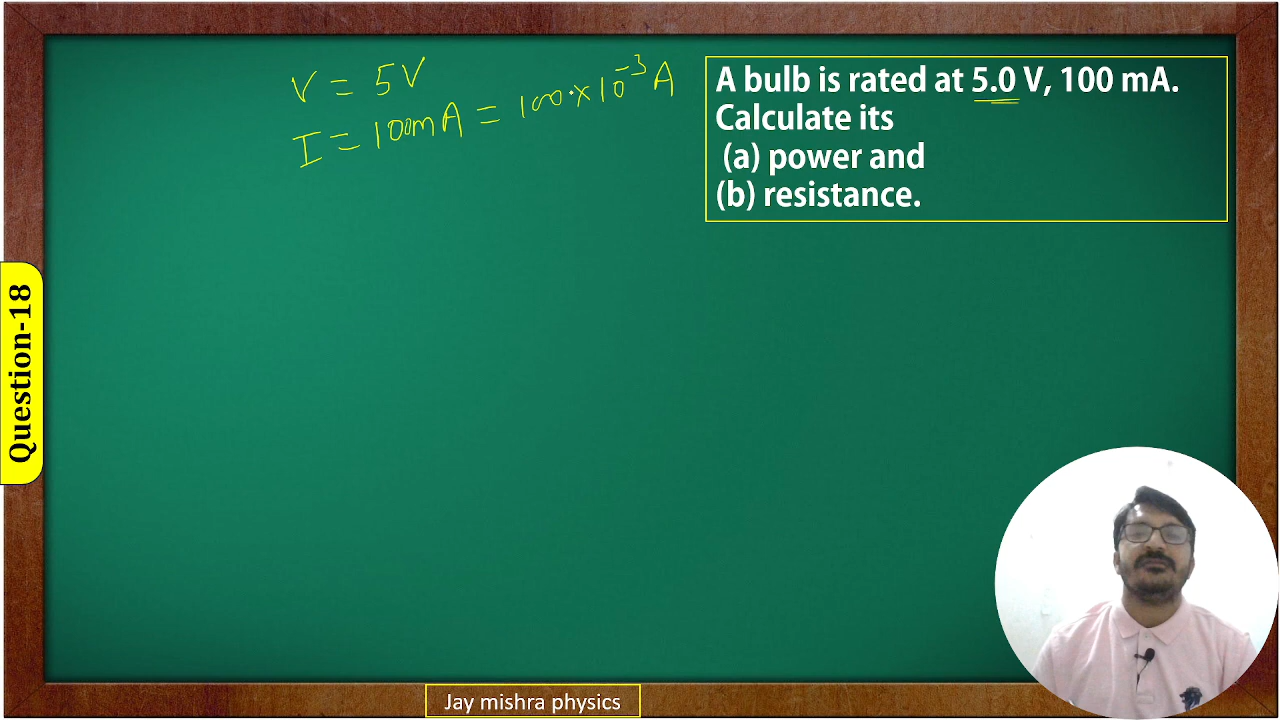 V = 5V
I = 100mA = 100 × 10⁻³ A
A bulb is rated at 5.0 V, 100 mA.
Calculate its
(a) power and
(b) resistance.
Question-18
Jay mishra physics